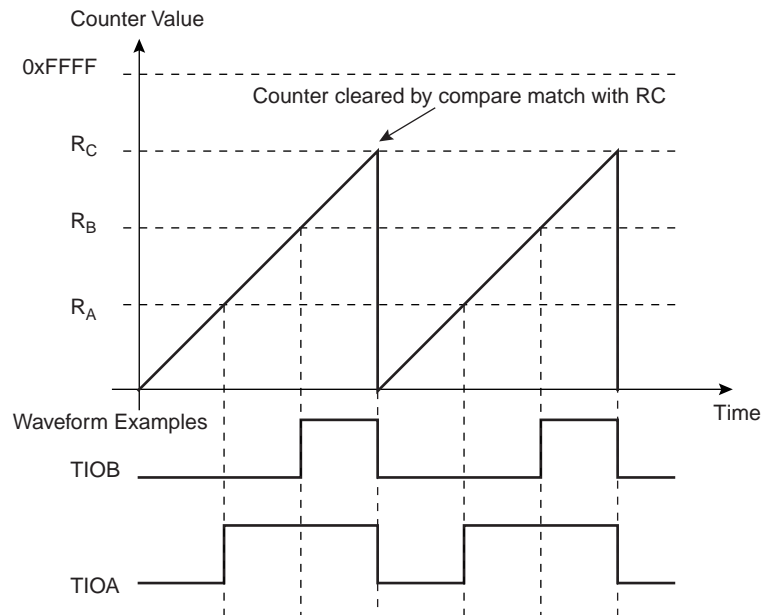 Counter Value
0xFFFF
Counter cleared by compare match with RC
RC
RB
RA
Time
Waveform Examples
TIOB
TIOA